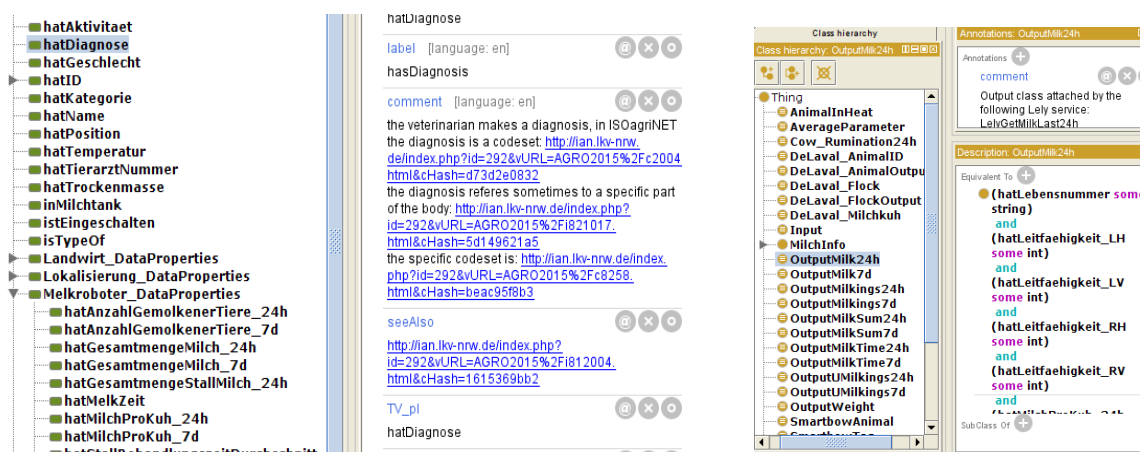 hatAktivitaet
hatDiagnose
hatGeschlecht
hatID
hatKategorie
hatName
hatPosition
hatTemperatur
hatTierarztNummer
hatTrockenmasse
inMilchtank
istEingeschalten
isTypeOf
Landwirt_DataProperties
Lokalisierung_DataProperties
Melkroboter_DataProperties
hatAnzahlGemolkenerTiere_24h
hatAnzahlGemolkenerTiere_7d
hatGesamtmengeMilch_24h
hatGesamtmengeMilch_7d
hatGesamtmengeStallMilch_24h
hatMelkZeit
hatMilchProKuh_24h
hatMilchProKuh_7d
hatStallBehandlungszeitDurchschnitt
hatDiagnose
label [language: en]
hasDiagnosis
comment [language: en]
the veterinarian makes a diagnosis, in ISOagriNET
the diagnosis is a codeset: http://ian.lkv-nrw.
de/index.php?id=292&vURL=AGRO2015%2Fc2004
html&cHash=d73d2e0832
the diagnosis referes sometimes to a specific part
of the body: http://ian.lkv-nrw.de/index.php?
id=292&vURL=AGRO2015%2Fi821017.
html&cHash=5d149621a5
the specific codeset is: http://ian.lkv-nrw.de/index.
php?id=292&vURL=AGRO2015%2Fc8258.
html&cHash=beac95f8b3
seeAlso
http://ian.lkv-nrw.de/index.php?
id=292&vURL=AGRO2015%2Fi812004.
html&cHash=1615369bb2
TV_pl
hatDiagnose
Class hierarchy
Class hierarchy: OutputMilk24h
Thing
AnimalInHeat
AverageParameter
Cow_Rumination24h
DeLaval_AnimalID
DeLaval_AnimalOutpu
DeLaval_Flock
DeLaval_FlockOutput
DeLaval_Milchkuh
Input
MilchInfo
OutputMilk24h
OutputMilk7d
OutputMilkings24h
OutputMilkings7d
OutputMilkSum24h
OutputMilkSum7d
OutputMilkTime24h
OutputMilkTime7d
OutputUMilkings24h
OutputUMilkings7d
OutputWeight
SmartbowAnimal
SmartbowTag
Annotations: OutputMilk24h
Annotations
comment
Output class attached by the
following Lely service:
LelyGetMilkLast24h
Description: OutputMilk24h
Equivalent To
(hatLebensnummer some
string)
and
(hatLeitfaehigkeit_LH
some int)
and
(hatLeitfaehigkeit_LV
some int)
and
(hatLeitfaehigkeit_RH
some int)
and
(hatLeitfaehigkeit_RV
some int)
and
(hatMilchProKuh_24h
SubClass Of